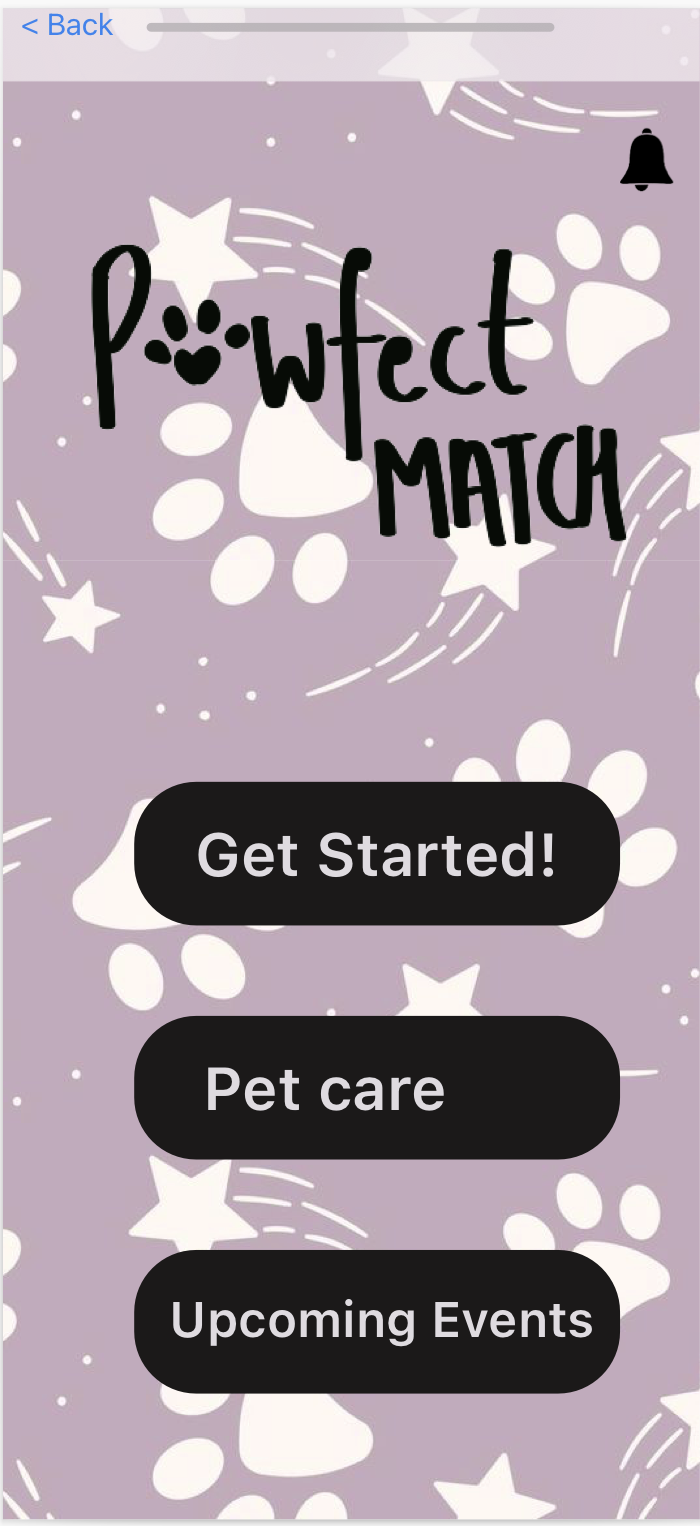 < Back
Pawfect
MATCH
Get Started!
Pet care
Upcoming Events